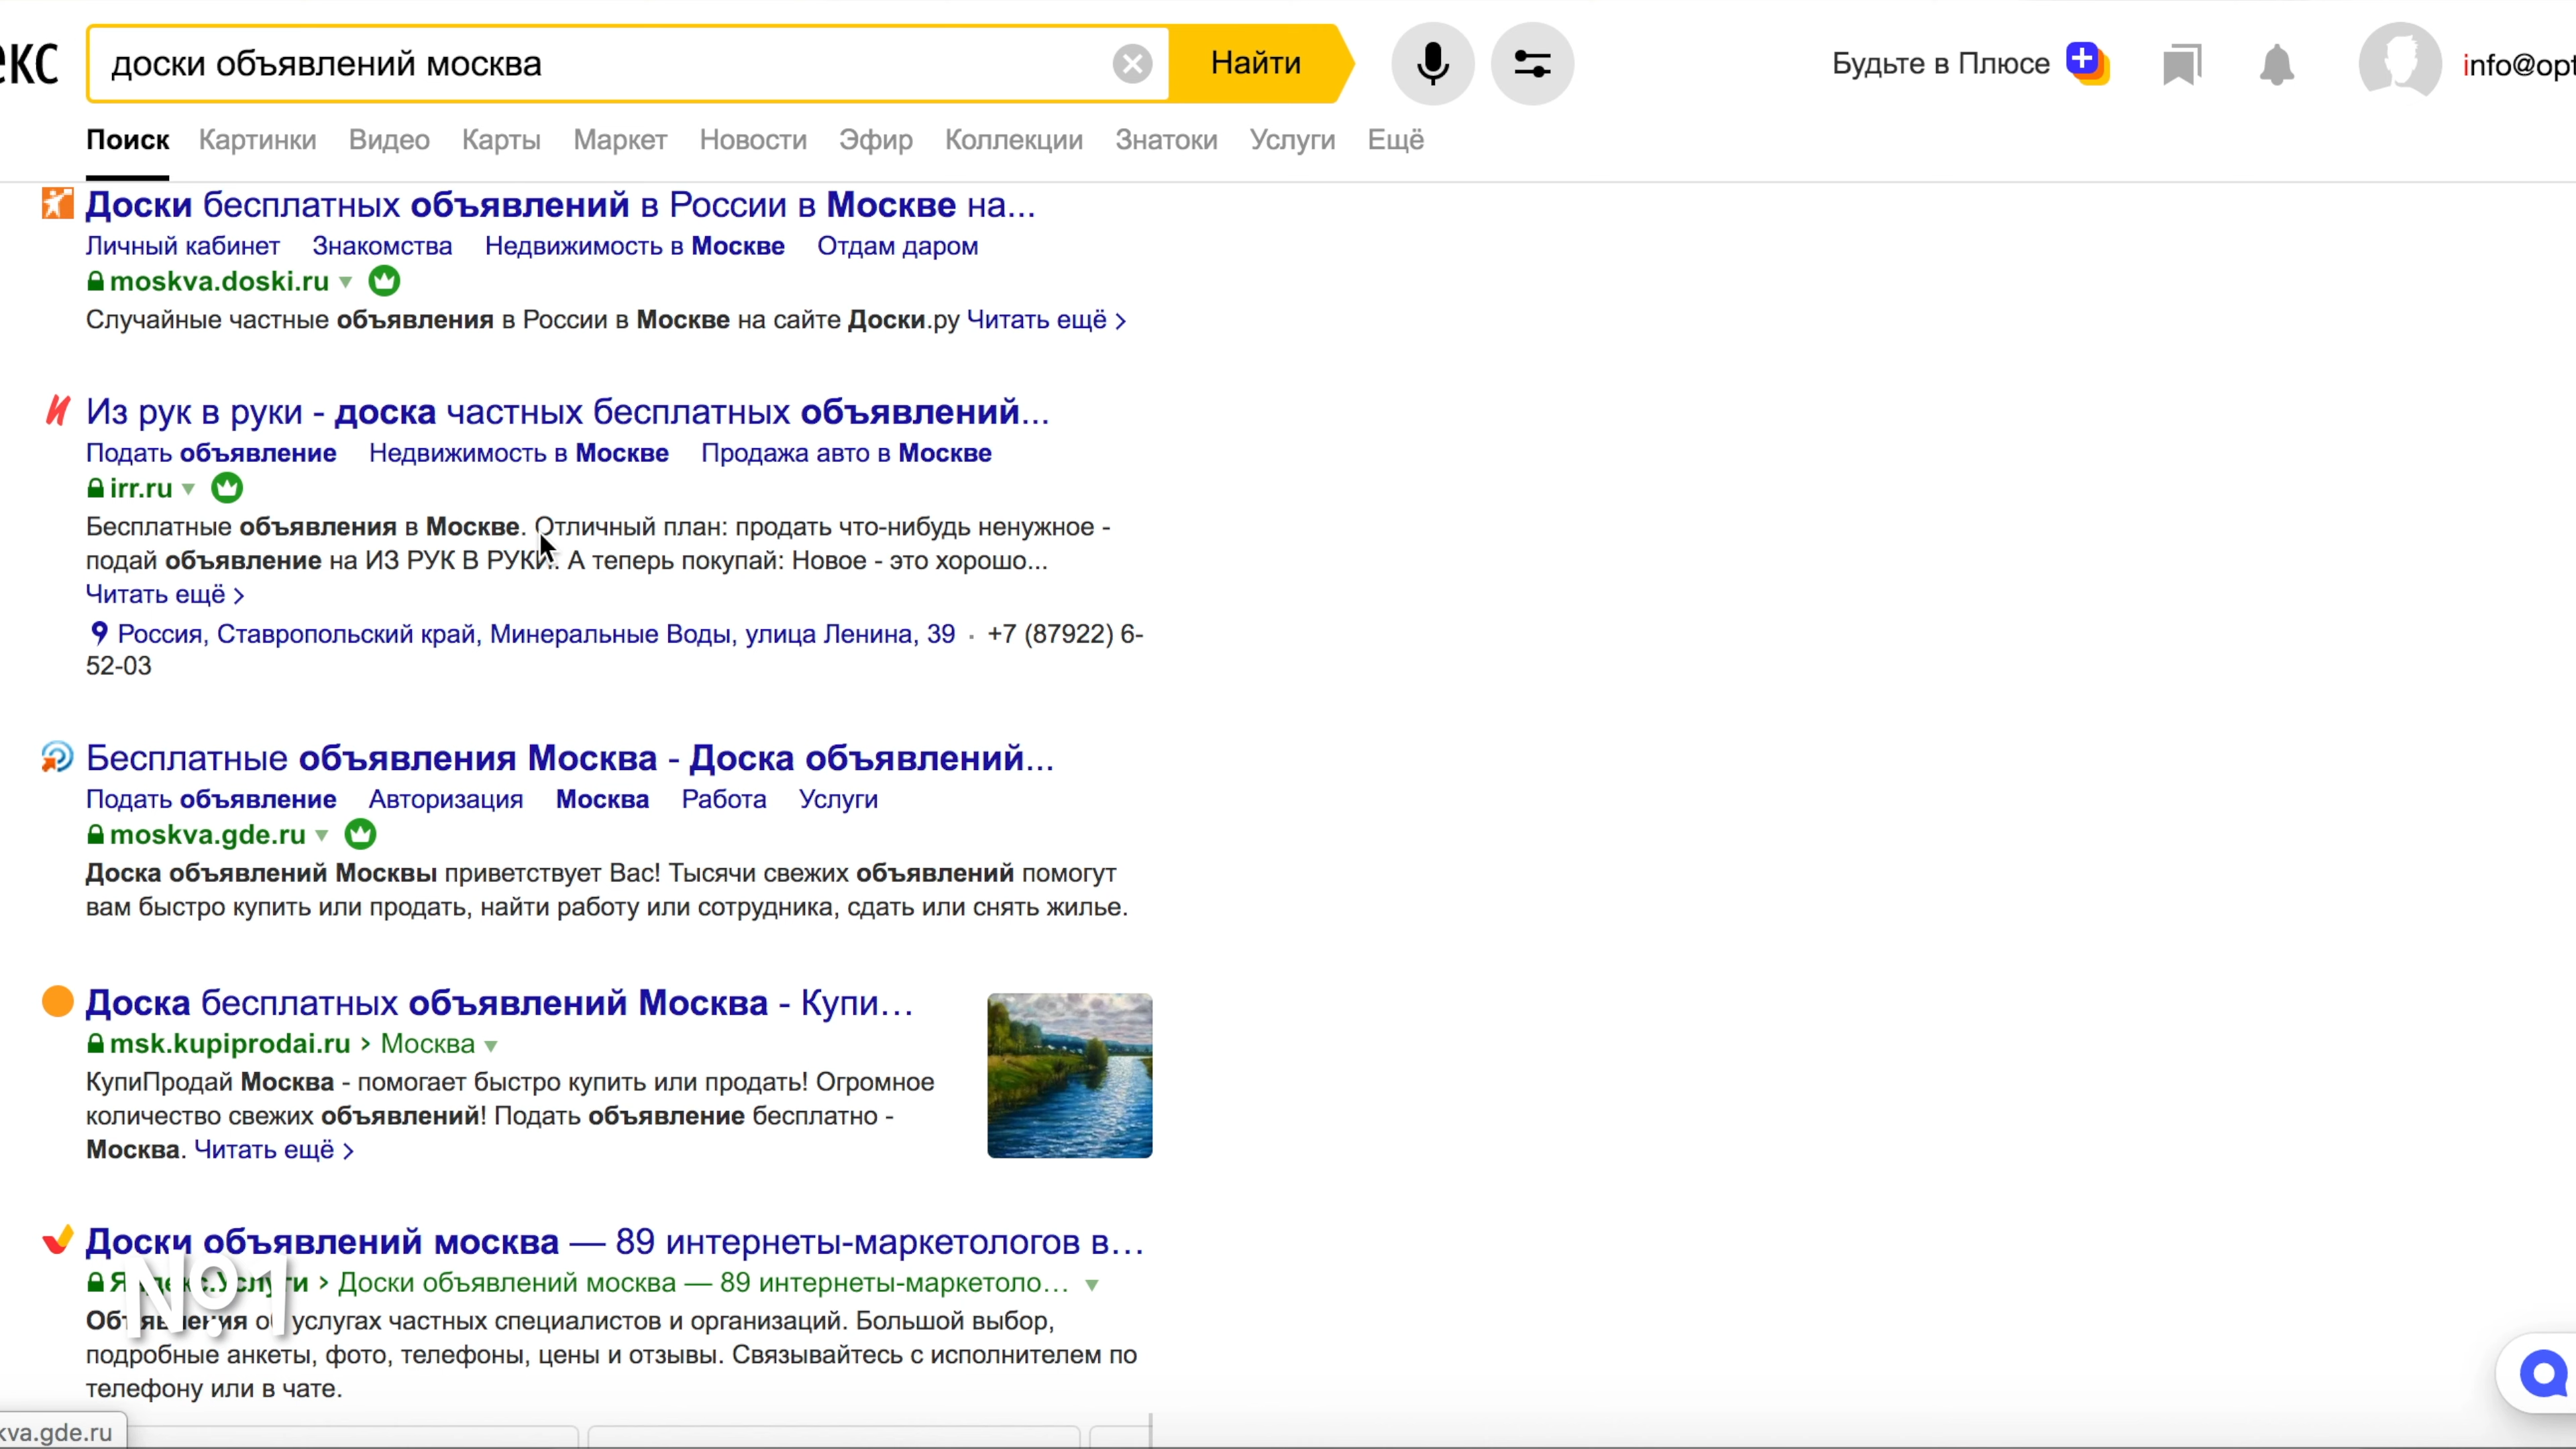 екс
доски объявлений москва
Найти
Будьте в Плюсе
info@opt
Поиск Картинки Видео Карты Маркет Новости Эфир Коллекции Знатоки Услуги Ещё
Доски бесплатных объявлений в России в Москве на...
Личный кабинет Знакомства Недвижимость в Москве Отдам даром
moskva.doski.ru
Случайные частные объявления в России в Москве на сайте Доски.ру Читать ещё >
Из рук в руки - доска частных бесплатных объявлений...
Подать объявление Недвижимость в Москве Продажа авто в Москве
irr.ru
Бесплатные объявления в Москве. Отличный план: продать что-нибудь ненужное -
подай объявление на ИЗ РУК В РУКИ. А теперь покупай: Новое - это хорошо...
Читать ещё >
Россия, Ставропольский край, Минеральные Воды, улица Ленина, 39 · +7 (87922) 6-
52-03
Бесплатные объявления Москва - Доска объявлений...
Подать объявление Авторизация Москва Работа Услуги
moskva.gde.ru
Доска объявлений Москвы приветствует Вас! Тысячи свежих объявлений помогут
вам быстро купить или продать, найти работу или сотрудника, сдать или снять жилье.
Доска бесплатных объявлений Москва - Купи...
msk.kupiprodai.ru > Москва
КупиПродай Москва - помогает быстро купить или продать! Огромное
количество свежих объявлений! Подать объявление бесплатно -
Москва. Читать ещё >
Доски объявлений москва — 89 интернеты-маркетологов в...
Яндекс.Услуги > Доски объявлений москва — 89 интернеты-маркетоло...
№1
Объявления об услугах частных специалистов и организаций. Большой выбор,
подробные анкеты, фото, телефоны, цены и отзывы. Связывайтесь с исполнителем по
телефону или в чате.
kva.gde.ru